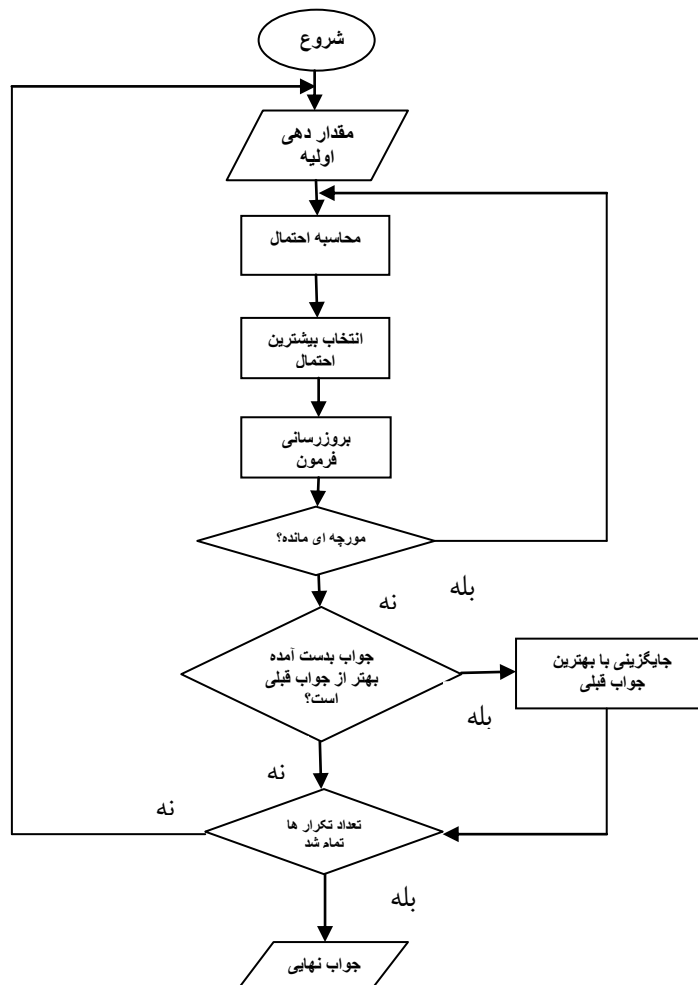 شروع
مقدار دهی
اولیه
محاسبه احتمال
انتخاب بیشترین
احتمال
بروزرسانی
فرمون
مورچه ای مانده؟
بله
نه
جواب بدست آمده
بهتر از جواب قبلی
است؟
جایگزینی با بهترین
جواب قبلی
بله
نه
تعداد تکرار ها
تمام شد
نه
بله
جواب نهایی